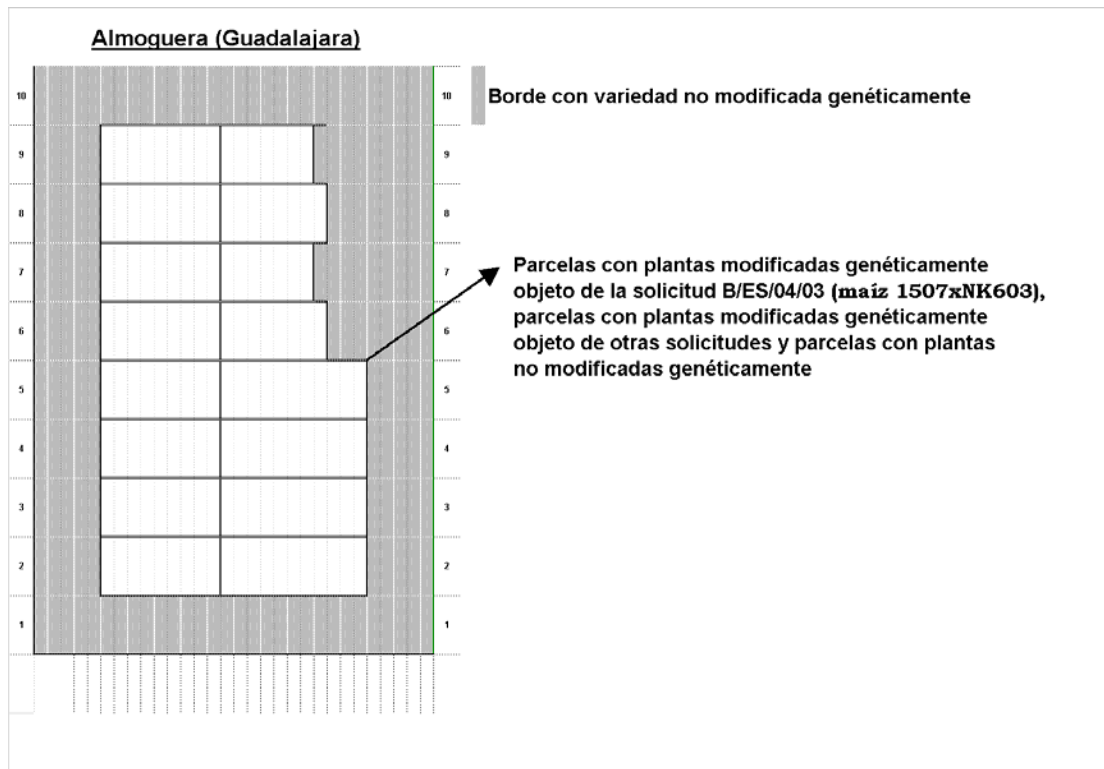 Almoguera (Guadalajara)
10 10 Borde con variedad no modificada genéticamente
9 9
8 8
7 7
Parcelas con plantas modificadas genéticamente
objeto de la solicitud B/ES/04/03 (maíz 1507xNK603),
parcelas con plantas modificadas genéticamente
objeto de otras solicitudes y parcelas con plantas
no modificadas genéticamente
6 6
5 5
4 4
3 3
2 2
1 1